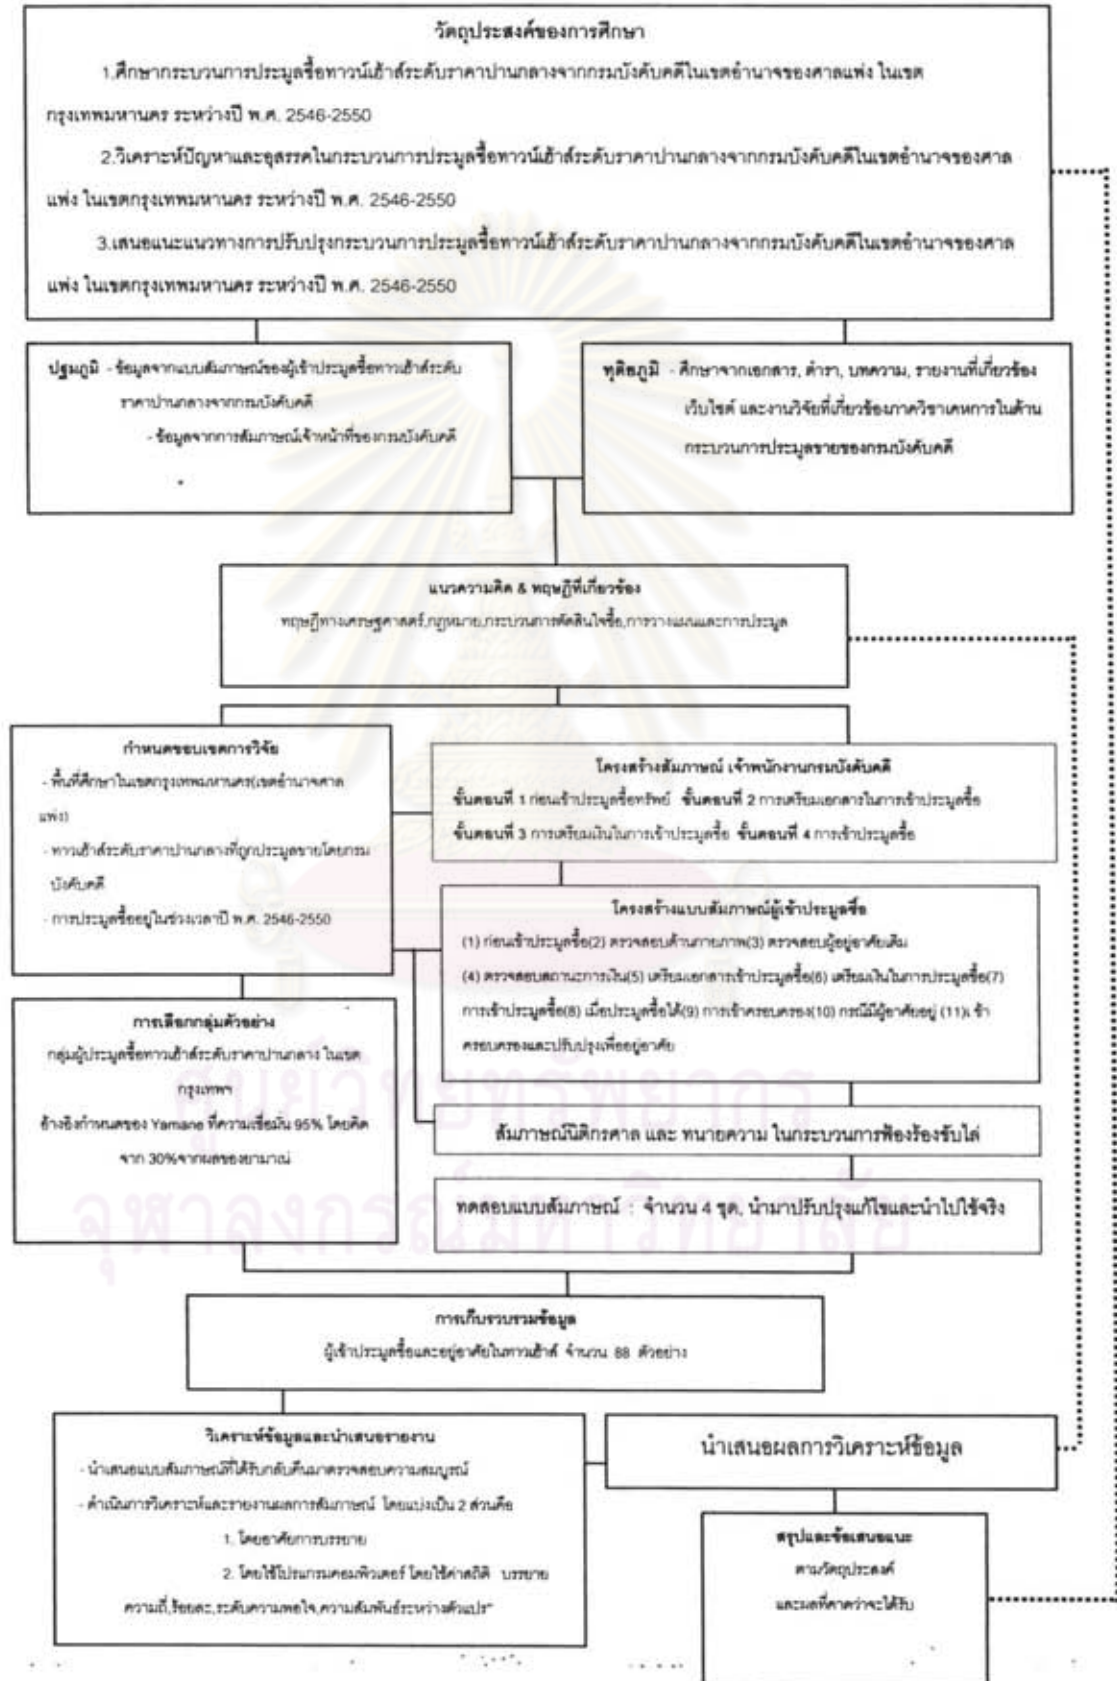 วัตถุประสงค์ของการศึกษา
1.ศึกษากระบวนการประมูลซื้อทาวน์เฮ้าส์ระดับราคาปานกลางจากกรมบังคับคดีในเขตอำนาจของศาลแพ่ง ในเขต
กรุงเทพมหานคร ระหว่างปี พ.ศ. 2546-2550
2.วิเคราะห์ปัญหาและอุสรรคในกระบวนการประมูลซื้อทาวน์เฮ้าส์ระดับราคาปานกลางจากกรมบังคับคดีในเขตอำนาจของศาล
แพ่ง ในเขตกรุงเทพมหานคร ระหว่างปี พ.ศ. 2546-2550
3.เสนอแนะแนวทางการปรับปรุงกระบวนการประมูลซื้อทาวน์เฮ้าส์ระดับราคาปานกลางจากกรมบังคับคดีในเขตอำนาจของศาล
แพ่ง ในเขตกรุงเทพมหานคร ระหว่างปี พ.ศ. 2546-2550
ปฐมภูมิ - ข้อมูลจากแบบสัมภาษณ์ของผู้เข้าประมูลซื้อทาวเฮ้าส์ระดับ
ราคาปานกลางจากกรมบังคับคดี
- ข้อมูลจากการสัมภาษณ์เจ้าหน้าที่ของกรมบังคับคดี
ทุติยภูมิ - ศึกษาจากเอกสาร, ตำรา, บทความ, รายงานที่เกี่ยวข้อง
เว็บไซต์ และงานวิจัยที่เกี่ยวข้องภาควิชาเคหการในด้าน
กระบวนการประมูลขายของกรมบังคับคดี
แนวความคิด & ทฤษฎีที่เกี่ยวข้อง
ทฤษฎีทางเศรษฐศาสตร์,กฎหมาย,กระบวนการตัดสินใจซื้อ,การวางแผนและการประมูล
กำหนดขอบเขตการวิจัย
- พื้นที่ศึกษาในเขตกรุงเทพมหานคร(เขตอำนาจศาล
แพ่ง)
- ทาวเฮ้าส์ระดับราคาปานกลางที่ถูกประมูลขายโดยกรม
บังคับคดี
- การประมูลซื้ออยู่ในช่วงเวลาปี พ.ศ. 2546-2550
โครงสร้างสัมภาษณ์ เจ้าพนักงานกรมบังคับคดี
ขั้นตอนที่ 1 ก่อนเข้าประมูลซื้อทรัพย์ ขั้นตอนที่ 2 การเตรียมเอกสารในการเข้าประมูลซื้อ
ขั้นตอนที่ 3 การเตรียมเงินในการเข้าประมูลซื้อ ขั้นตอนที่ 4 การเข้าประมูลซื้อ
โครงสร้างแบบสัมภาษณ์ผู้เข้าประมูลซื้อ
(1) ก่อนเข้าประมูลซื้อ(2) ตรวจสอบด้านกายภาพ(3) ตรวจสอบผู้อยู่อาศัยเดิม
(4) ตรวจสอบสถานะการเงิน(5) เตรียมเอกสารเข้าประมูลซื้อ(6) เตรียมเงินในการประมูลซื้อ(7)
การเข้าประมูลซื้อ(8) เมื่อประมูลซื้อได้(9) การเข้าครอบครอง(10) กรณีมีผู้อาศัยอยู่ (11)เ ข้า
ครอบครองและปรับปรุงเพื่ออยู่อาศัย
การเลือกกลุ่มตัวอย่าง
กลุ่มผู้ประมูลซื้อทาวเฮ้าส์ระดับราคาปานกลาง ในเขต
กรุงเทพฯ
อ้างอิงกำหนดของ Yamane ที่ความเชื่อมั่น 95% โดยคิด
จาก 30%จากผลของยามาเน่
สัมภาษณ์นิติกรศาล และ ทนายความ ในกระบวนการฟ้องร้องขับไล่
ทดสอบแบบสัมภาษณ์ : จำนวน 4 ชุด, นำมาปรับปรุงแก้ไขและนำไปใช้จริง
ศูนย์วิทยทรัพยากร
จุฬาลงกรณ์มหาวิทยาลัย
การเก็บรวบรวมข้อมูล
ผู้เข้าประมูลซื้อและอยู่อาศัยในทาวเฮ้าส์ จำนวน 88 ตัวอย่าง
วิเคราะห์ข้อมูลและนำเสนอรายงาน
- นำเสนอแบบสัมภาษณ์ที่ได้รับกลับคืนมาตรวจสอบความสมบูรณ์
- ดำเนินการวิเคราะห์และรายงานผลการสัมภาษณ์ โดยแบ่งเป็น 2 ส่วนคือ
1. โดยอาศัยการบรรยาย
2. โดยใช้โปรแกรมคอมพิวเตอร์ โดยใช้ค่าสถิติ บรรยาย
ความถี่,ร้อยละ,ระดับความพอใจ,ความสัมพันธ์ระหว่างตัวแปร"
นำเสนอผลการวิเคราะห์ข้อมูล
สรุปและข้อเสนอแนะ
ตามวัตถุประสงค์
และผลที่คาดว่าจะได้รับ